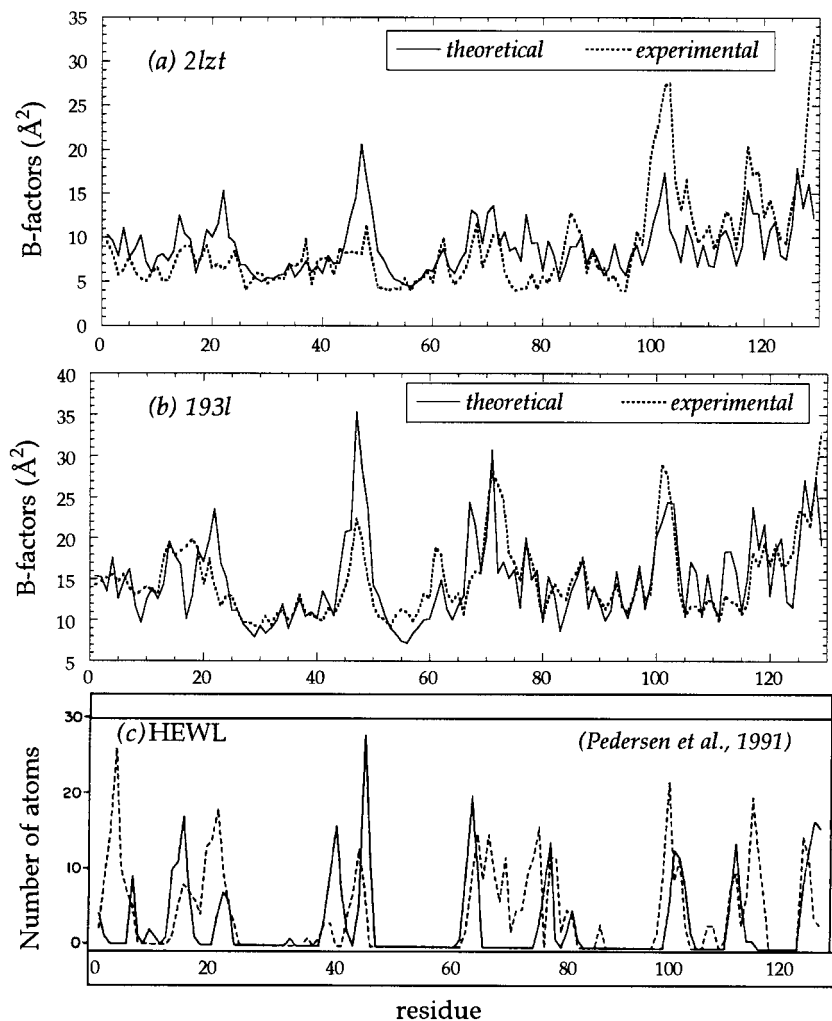 (a) 2lzt
theoretical experimental
B-factors (Å²)
35
30
25
20
15
10
5
0
0 20 40 60 80 100 120
(b) 193l
theoretical experimental
B-factors (Å²)
40
35
30
25
20
15
10
5
0 20 40 60 80 100 120
(c) HEWL
(Pedersen et al., 1991)
Number of atoms
30
20
10
0
0 20 40 60 80 100 120
residue